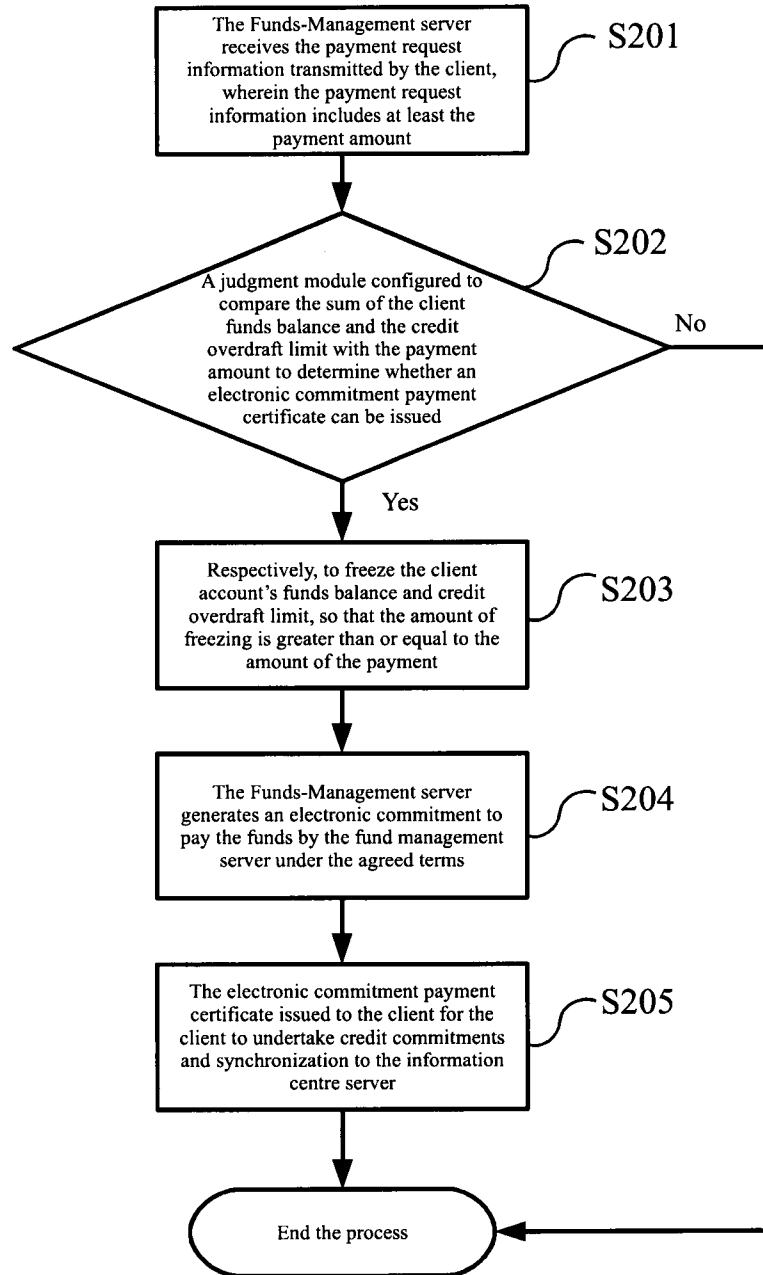 The Funds-Management server
receives the payment request
information transmitted by the client,
wherein the payment request
information includes at least the
payment amount
S201
A judgment module configured to
compare the sum of the client
funds balance and the credit
overdraft limit with the payment
amount to determine whether an
electronic commitment payment
certificate can be issued
S202
No
Yes
Respectively, to freeze the client
account's funds balance and credit
overdraft limit, so that the amount of
freezing is greater than or equal to the
amount of the payment
S203
The Funds-Management server
generates an electronic commitment to
pay the funds by the fund management
server under the agreed terms
S204
The electronic commitment payment
certificate issued to the client for the
client to undertake credit commitments
and synchronization to the information
centre server
S205
End the process